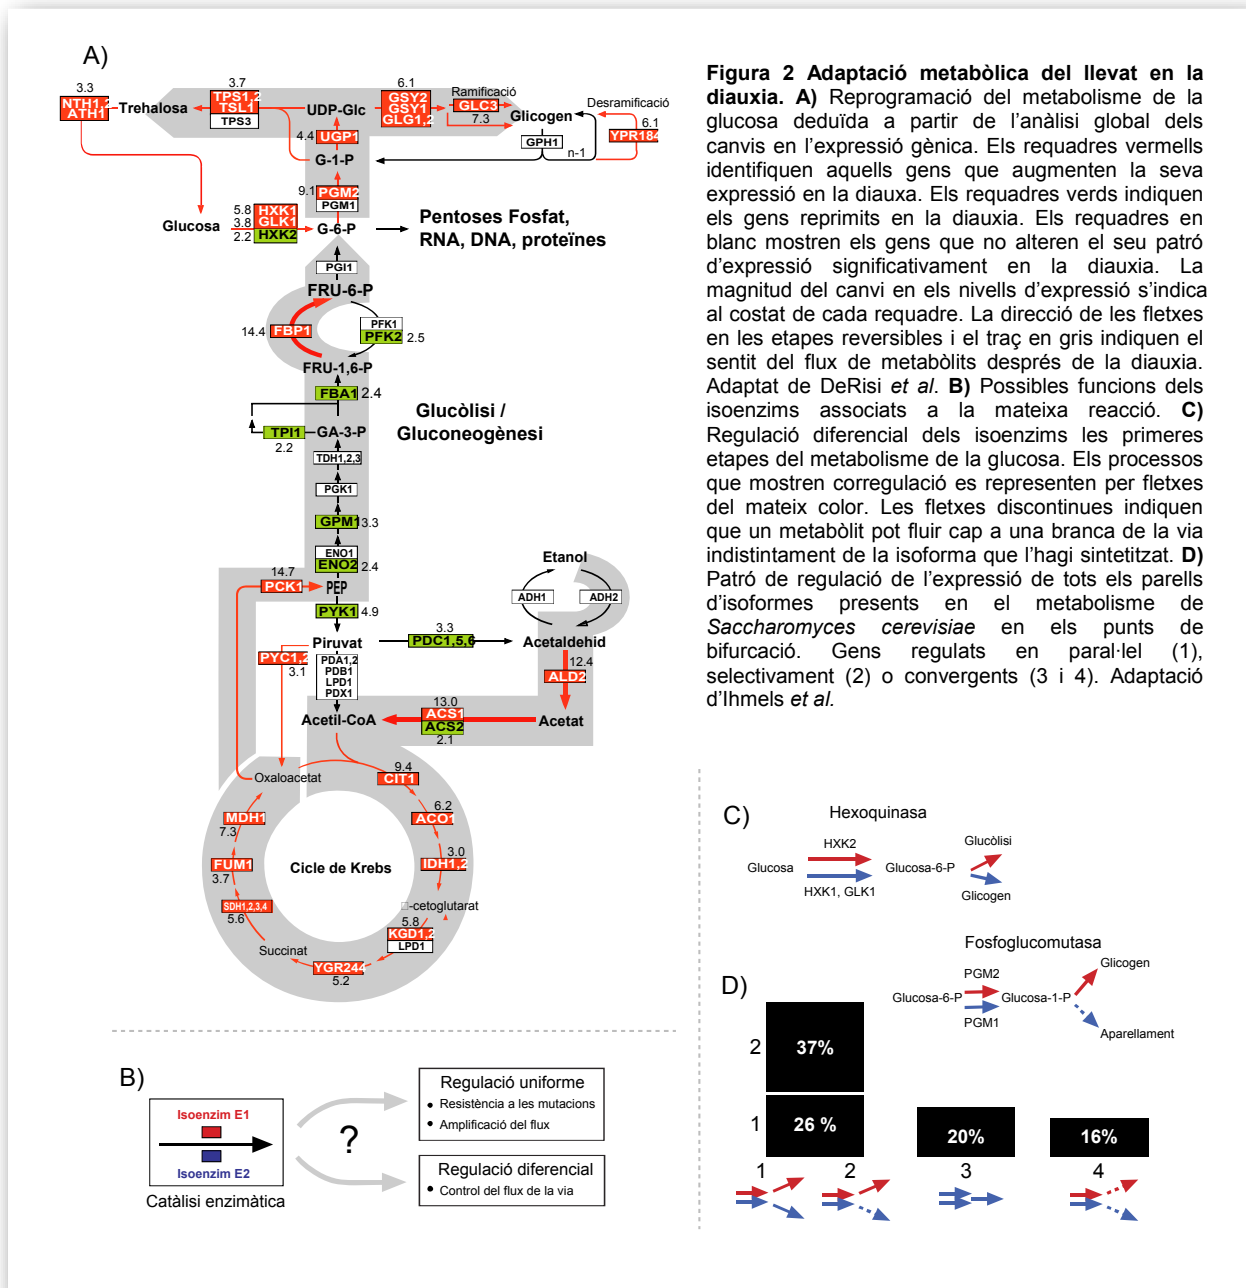 A)
3.3
NTH1,2
ATH1
Trehalosa
3.7
TPS1,2
TSL1
TPS3
UDP-Glc
6.1
GSY2
GSY1
GLG1,2
Ramificació
GLC3
7.3
Glicogen
Desramificació
6.1
YPR184
GPH1
n-1
4.4
UGP1
G-1-P
9.1
PGM2
PGM1
Glucosa
5.8
3.8
2.2
HXK1
GLK1
HXK2
G-6-P
Pentoses Fosfat,
RNA, DNA, proteïnes
PGI1
FRU-6-P
14.4
FBP1
PFK1
PFK2
2.5
FRU-1,6-P
FBA1
2.4
TPI1
2.2
GA-3-P
Glucòlisi /
Gluconeogènesi
TDH1,2,3
PGK1
GPM1
3.3
ENO1
ENO2
2.4
14.7
PCK1
PEP
PYK1
4.9
Piruvat
3.3
PDC1,5,6
Acetaldehid
Etanol
ADH1
ADH2
PYC1,2
3.1
PDA1,2
PDB1
LPD1
PDX1
12.4
ALD2
Acetil-CoA
13.0
ACS1
ACS2
2.1
Acetat
Oxaloacetat
9.4
CIT1
6.2
ACO1
3.0
IDH1,2
-cetoglutarat
5.8
KGD1,2
LPD1
YGR244
5.2
Succinat
SDH1,2,3,4
5.6
FUM1
3.7
MDH1
7.3
Cicle de Krebs
Figura 2 Adaptació metabòlica del llevat en la
diauxia. A) Reprogramació del metabolisme de la
glucosa deduïda a partir de l'anàlisi global dels
canvis en l'expressió gènica. Els requadres vermells
identifiquen aquells gens que augmenten la seva
expressió en la diauxa. Els requadres verds indiquen
els gens reprimits en la diauxia. Els requadres en
blanc mostren els gens que no alteren el seu patró
d'expressió significativament en la diauxia. La
magnitud del canvi en els nivells d'expressió s'indica
al costat de cada requadre. La direcció de les fletxes
en les etapes reversibles i el traç en gris indiquen el
sentit del flux de metabòlits després de la diauxia.
Adaptat de DeRisi et al. B) Possibles funcions dels
isoenzims associats a la mateixa reacció. C)
Regulació diferencial dels isoenzims les primeres
etapes del metabolisme de la glucosa. Els processos
que mostren corregulació es representen per fletxes
del mateix color. Les fletxes discontinues indiquen
que un metabòlit pot fluir cap a una branca de la via
indistintament de la isoforma que l'hagi sintetitzat. D)
Patró de regulació de l'expressió de tots els parells
d'isoformes presents en el metabolisme de
Saccharomyces cerevisiae en els punts de
bifurcació. Gens regulats en paral·lel (1),
selectivament (2) o convergents (3 i 4). Adaptació
d'Ihmels et al.
B)
Isoenzim E1
Isoenzim E2
Catàlisi enzimàtica
?
Regulació uniforme
• Resistència a les mutacions
• Amplificació del flux
Regulació diferencial
• Control del flux de la via
C)
Hexoquinasa
HXK2
Glucosa
HXK1, GLK1
Glucosa-6-P
Glucòlisi
Glicogen
Fosfoglucomutasa
PGM2
Glucosa-6-P
PGM1
Glucosa-1-P
Glicogen
Aparellament
D)
2
37%
1
26 %
20%
16%
1
2
3
4